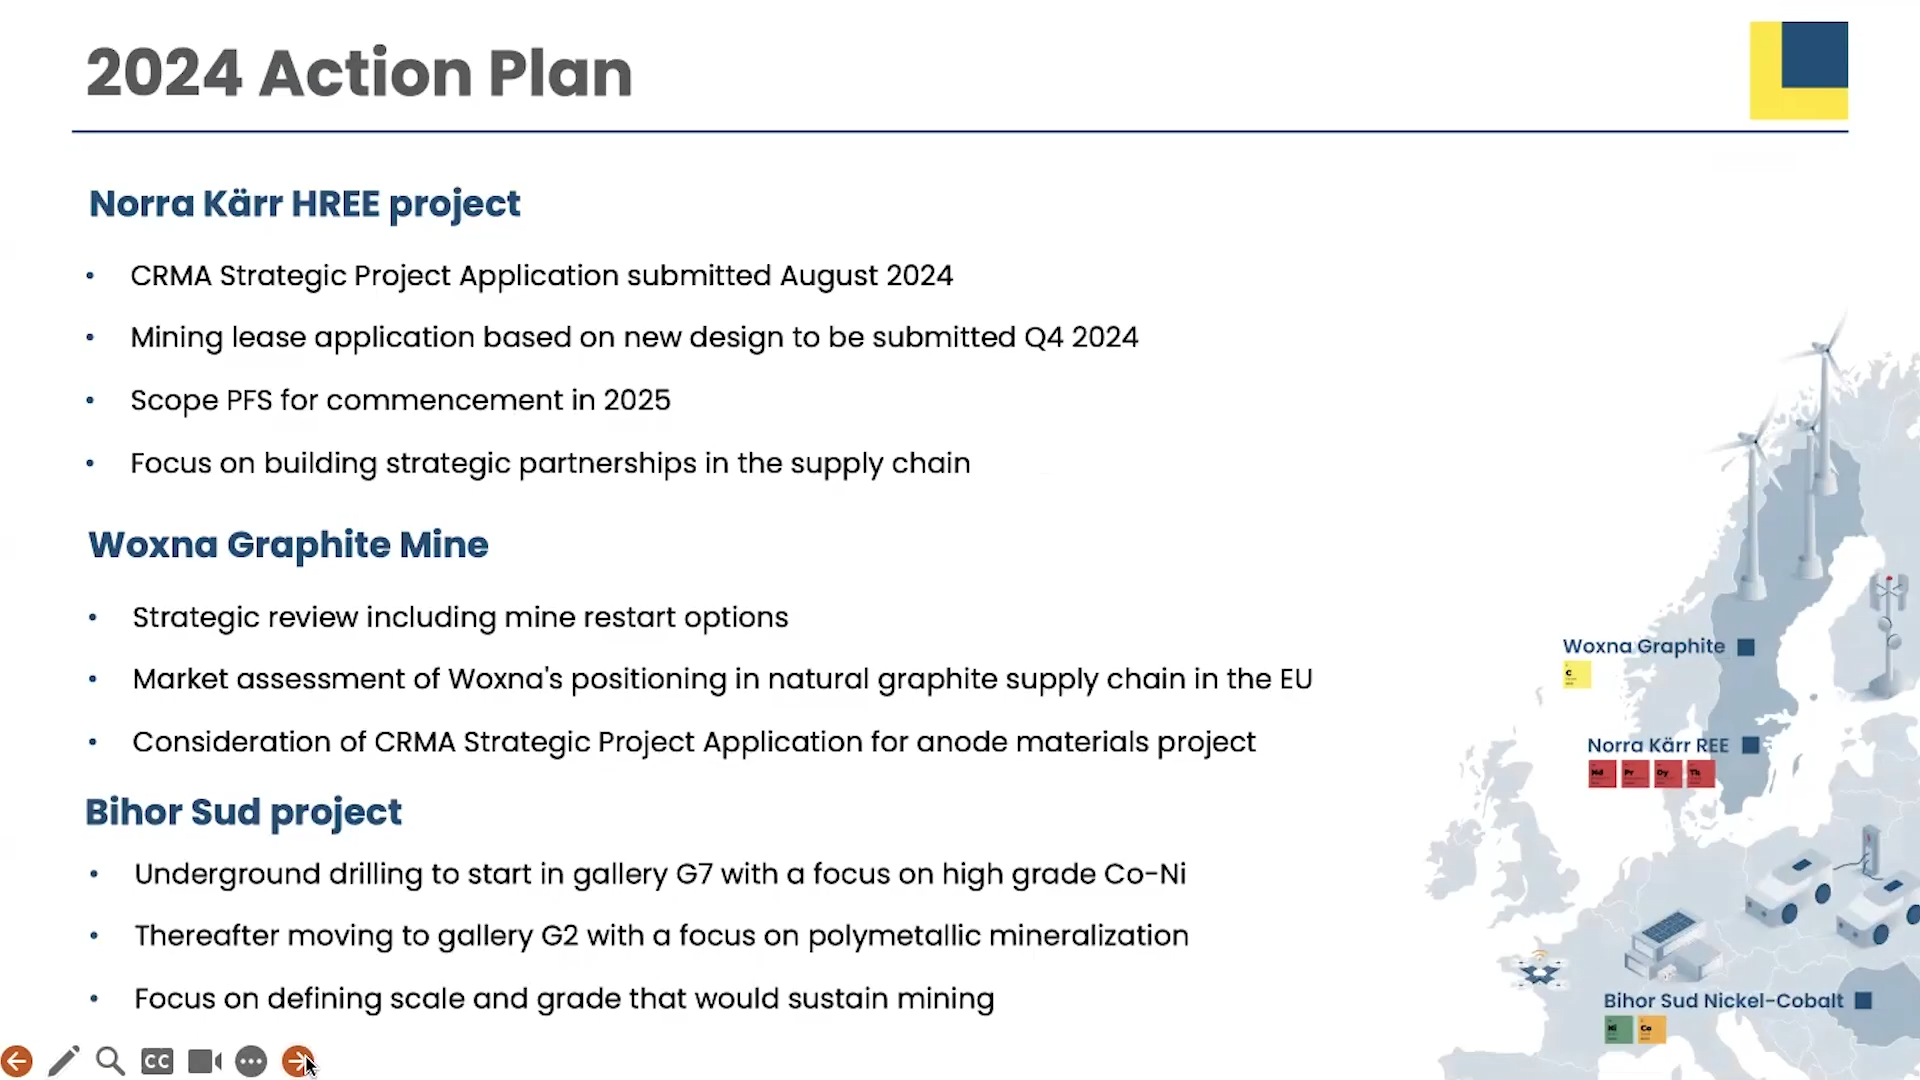 2024 Action Plan
Norra Kärr HREE project
• CRMA Strategic Project Application submitted August 2024
• Mining lease application based on new design to be submitted Q4 2024
• Scope PFS for commencement in 2025
• Focus on building strategic partnerships in the supply chain
Woxna Graphite Mine
• Strategic review including mine restart options
• Market assessment of Woxna's positioning in natural graphite supply chain in the EU
• Consideration of CRMA Strategic Project Application for anode materials project
Bihor Sud project
• Underground drilling to start in gallery G7 with a focus on high grade Co-Ni
• Thereafter moving to gallery G2 with a focus on polymetallic mineralization
• Focus on defining scale and grade that would sustain mining
Woxna Graphite
C
Norra Kärr REE
Nd Pr Dy Tb
Bihor Sud Nickel-Cobalt
Ni Co
CC